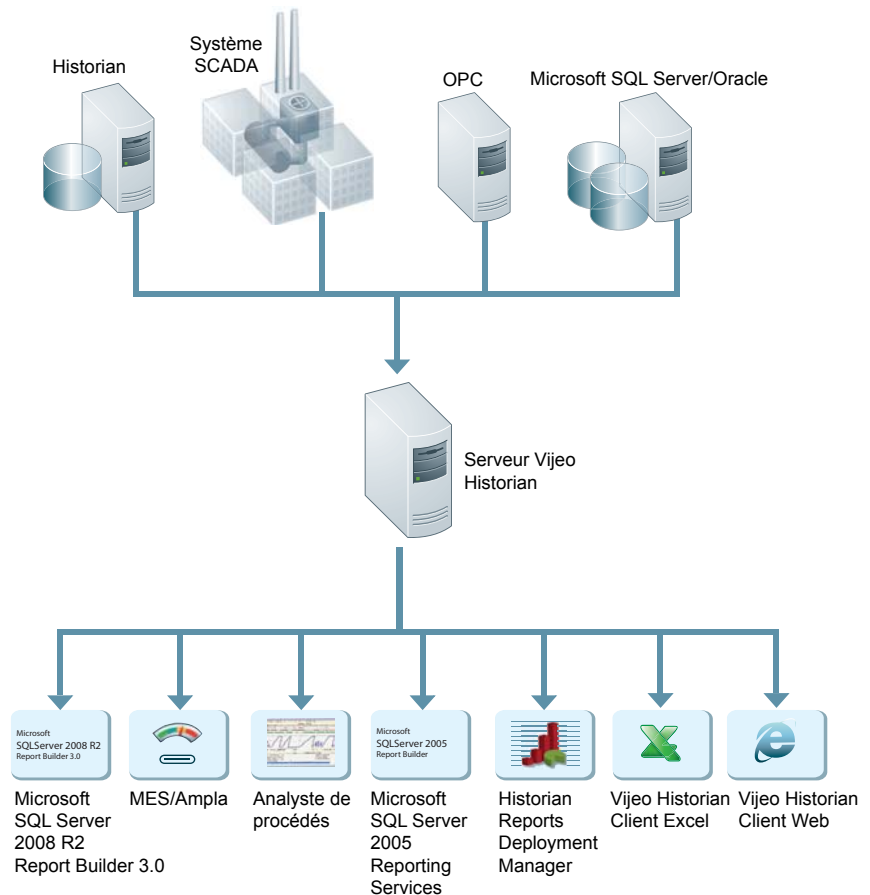 Historian
Système
SCADA
OPC
Microsoft SQL Server/Oracle
Serveur Vijeo
Historian
Microsoft
SQLServer 2008 R2
Report Builder 3.0
Microsoft
SQLServer 2005
Report Builder
Microsoft
SQL Server
2008 R2
Report Builder 3.0
MES/Ampla
Analyste de
procédés
Microsoft
SQL Server
2005
Reporting
Services
Historian
Reports
Deployment
Manager
Vijeo Historian
Client Excel
Vijeo Historian
Client Web